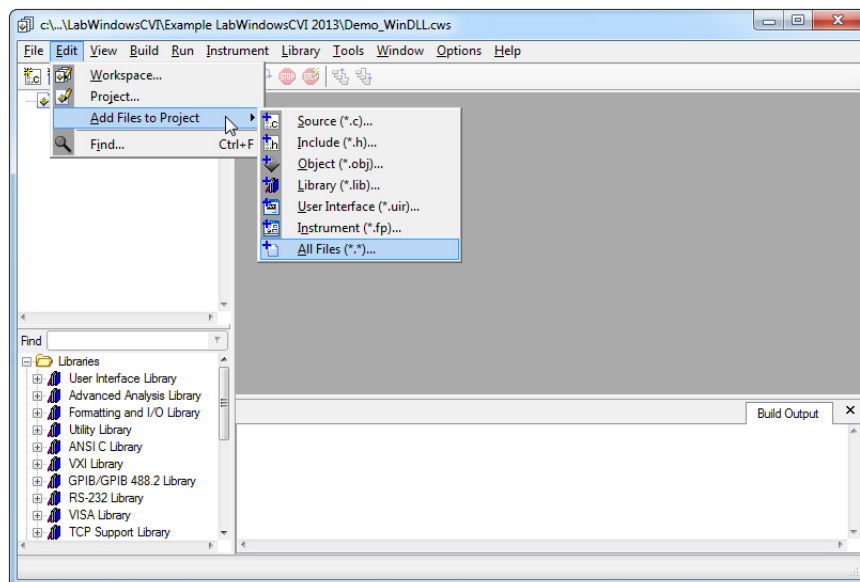 c:\...\LabWindowsCVI\Example LabWindowsCVI 2013\Demo_WinDLL.cws
File Edit View Build Run Instrument Library Tools Window Options Help
Workspace...
Project...
Add Files to Project
Find... Ctrl+F
Source (*.c)...
Include (*.h)...
Object (*.obj)...
Library (*.lib)...
User Interface (*.uir)...
Instrument (*.fp)...
All Files (*.*)...
Find
Libraries
User Interface Library
Advanced Analysis Library
Formatting and I/O Library
Utility Library
ANSI C Library
VXI Library
GPIB/GPIB 488.2 Library
RS-232 Library
VISA Library
TCP Support Library
Build Output